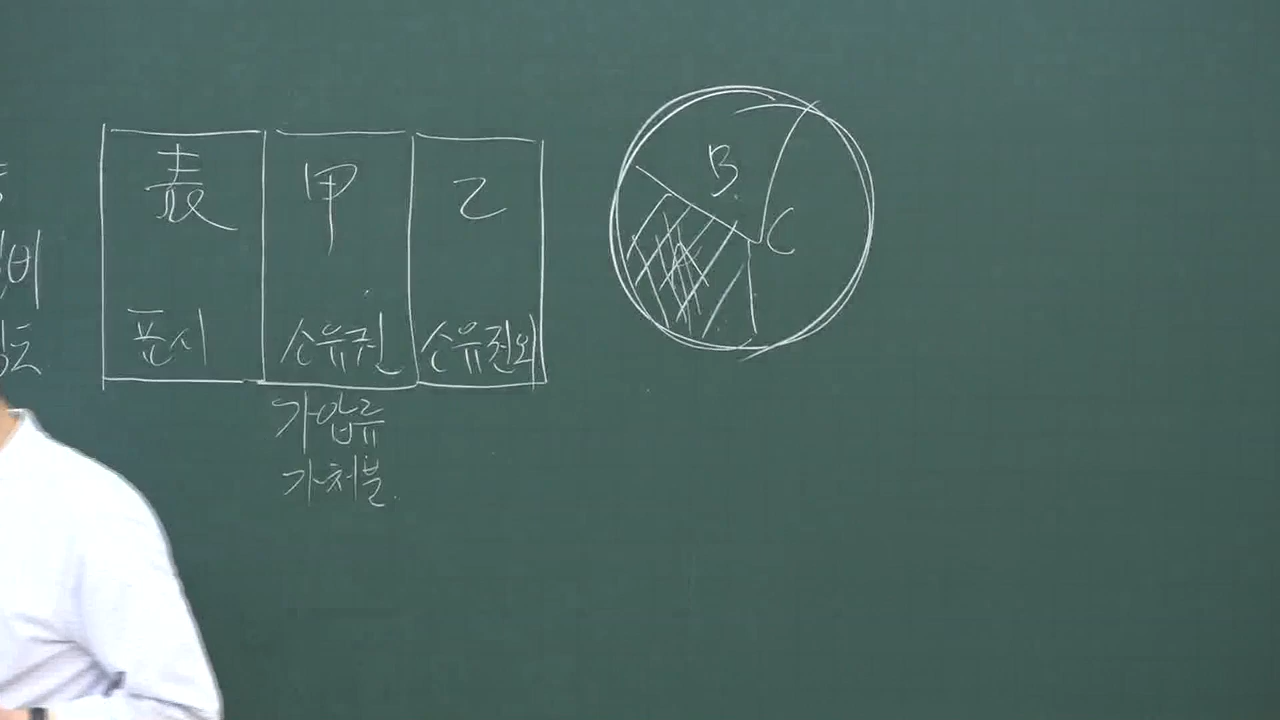 表 甲 乙
표시 소유권 소유권외
가압류
가처분.
B
C